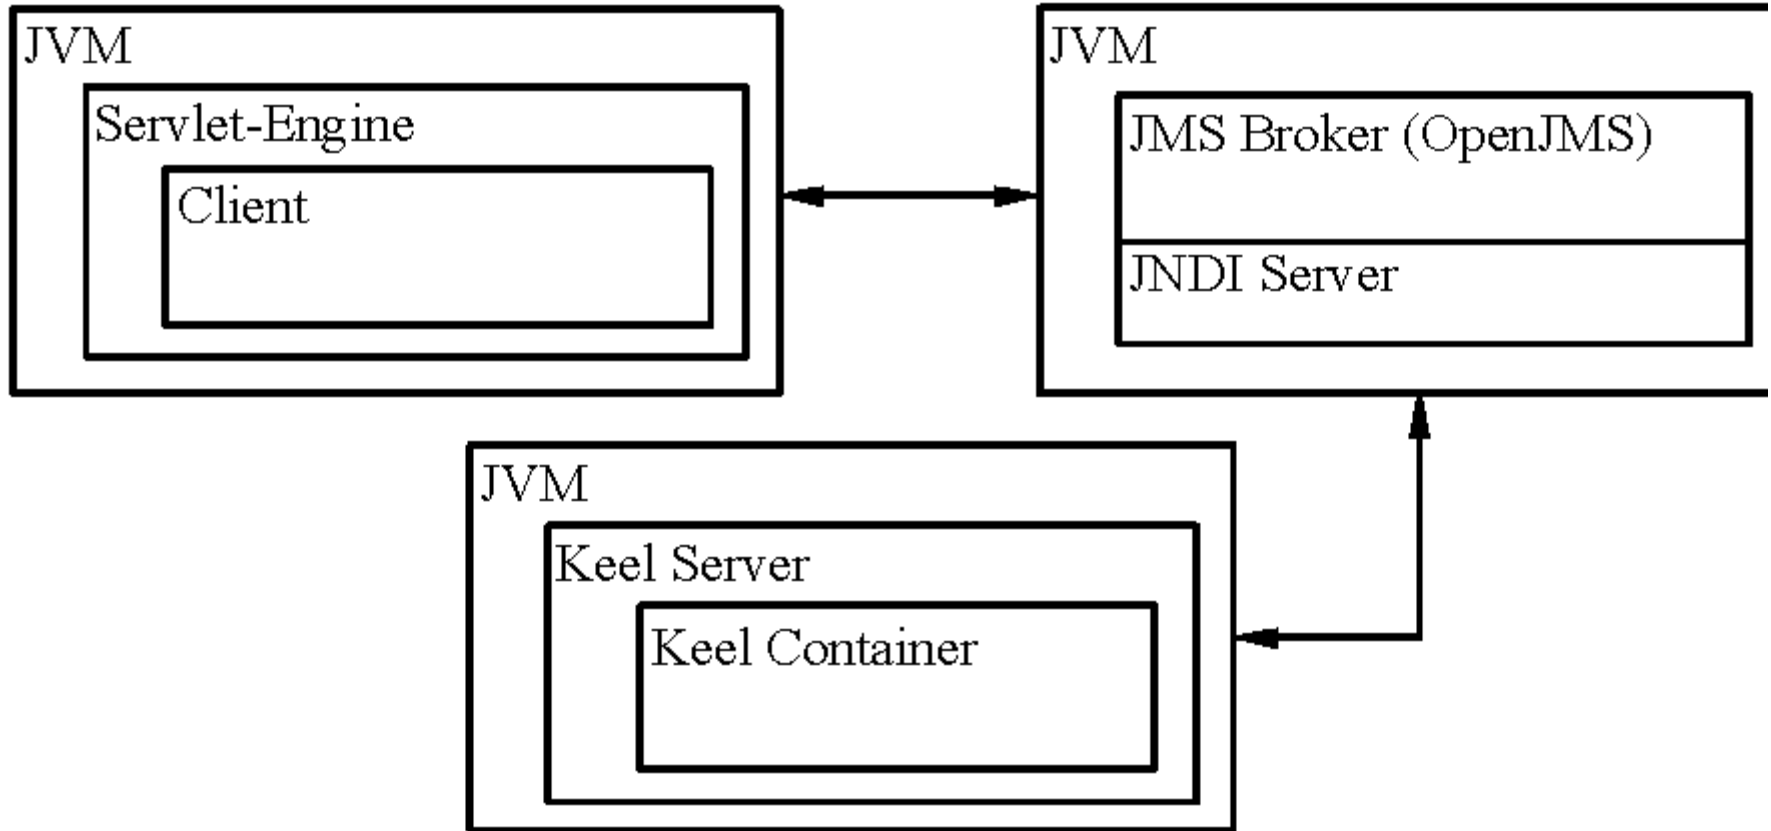 JVM
Servlet-Engine
Client
JVM
JMS Broker (OpenJMS)
JNDI Server
JVM
Keel Server
Keel Container